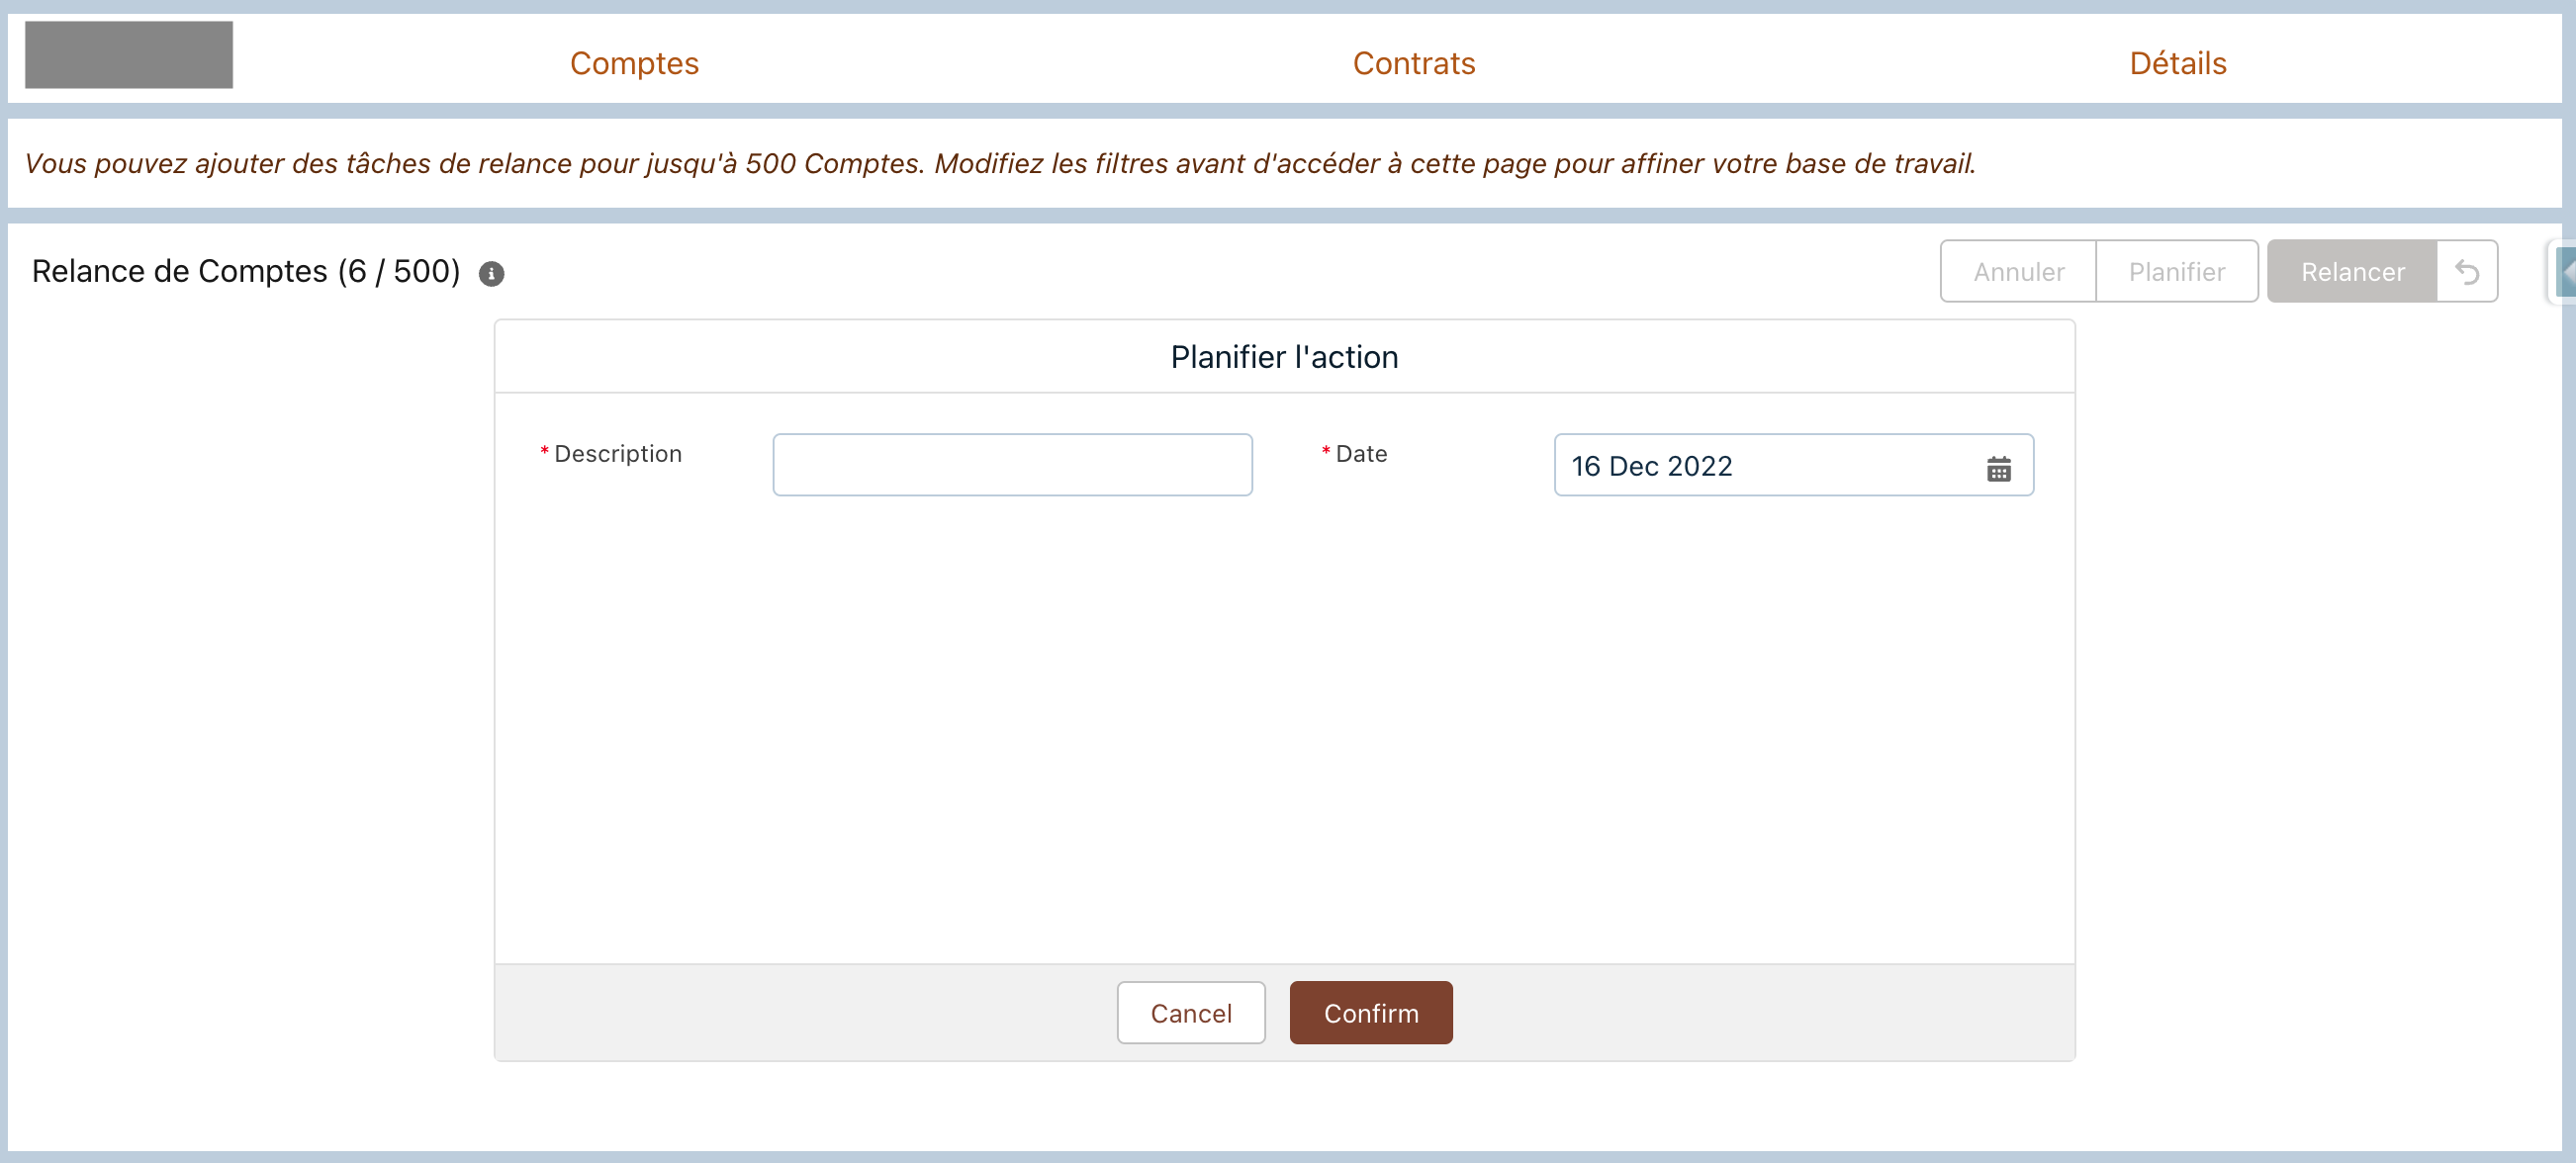 Comptes Contrats Détails
Vous pouvez ajouter des tâches de relance pour jusqu'à 500 Comptes. Modifiez les filtres avant d'accéder à cette page pour affiner votre base de travail.
Relance de Comptes (6 / 500) Annuler Planifier Relancer
Planifier l'action
* Description * Date 16 Dec 2022
Cancel Confirm